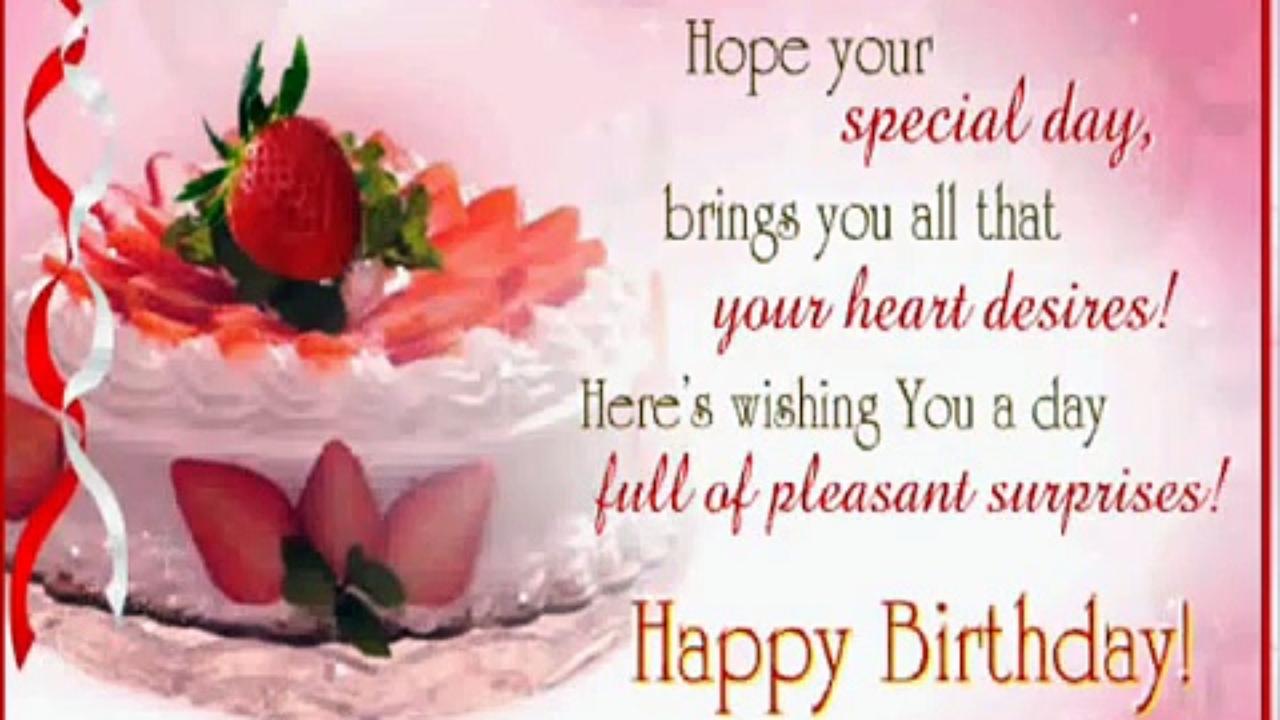 Hope your
special day,
brings you all that
your heart desires!
Here's wishing You a day
full of pleasant surprises!
Happy Birthday!